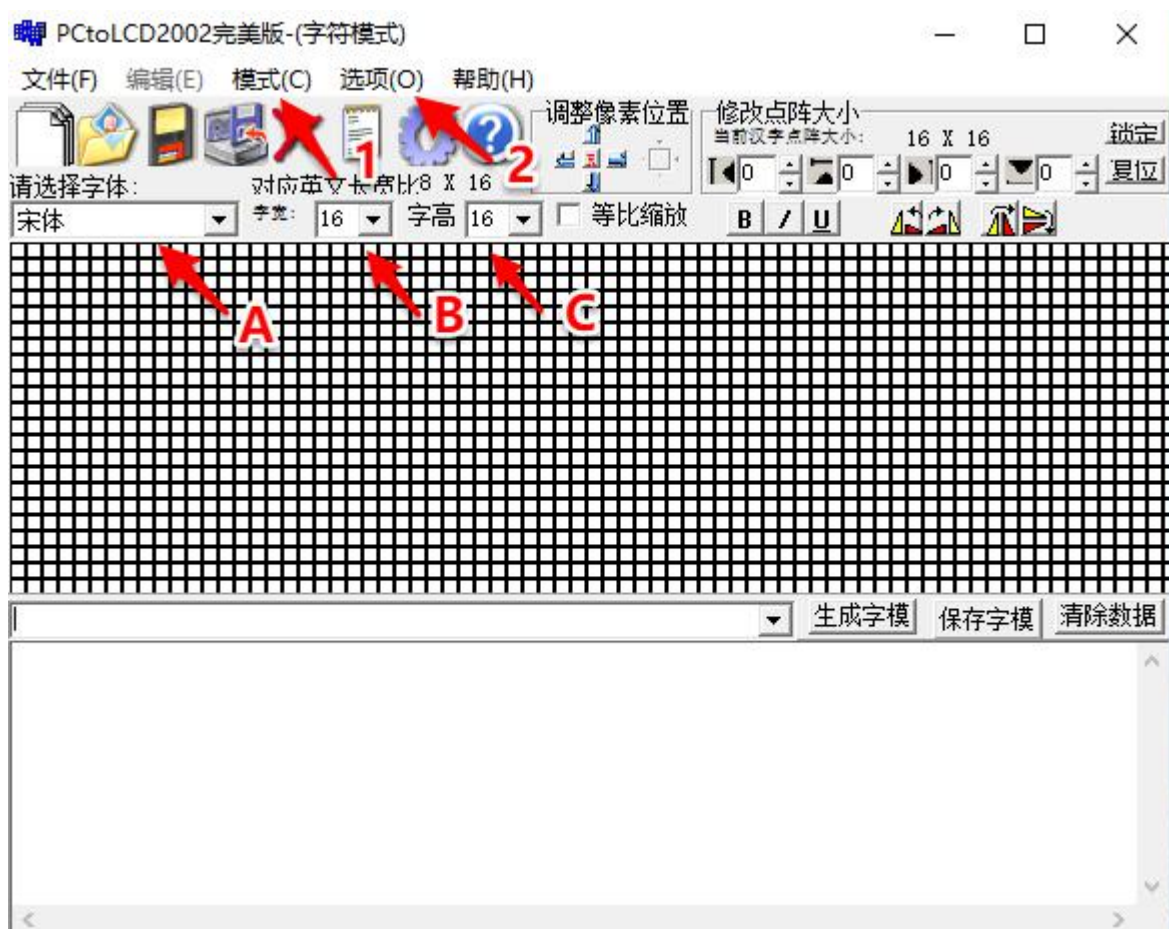 PCtoLCD2002完美版-(字符模式)
文件(F) 编辑(E) 模式(C) 选项(O) 帮助(H)
调整像素位置
修改点阵大小
当前汉字点阵大小: 16 X 16 锁定
1 2
0 0 0 0 复位
请选择字体: 对应英文长宽比8 X 16
宋体 字宽: 16 字高 16 等比缩放 B / U
A B C
生成字模 保存字模 清除数据